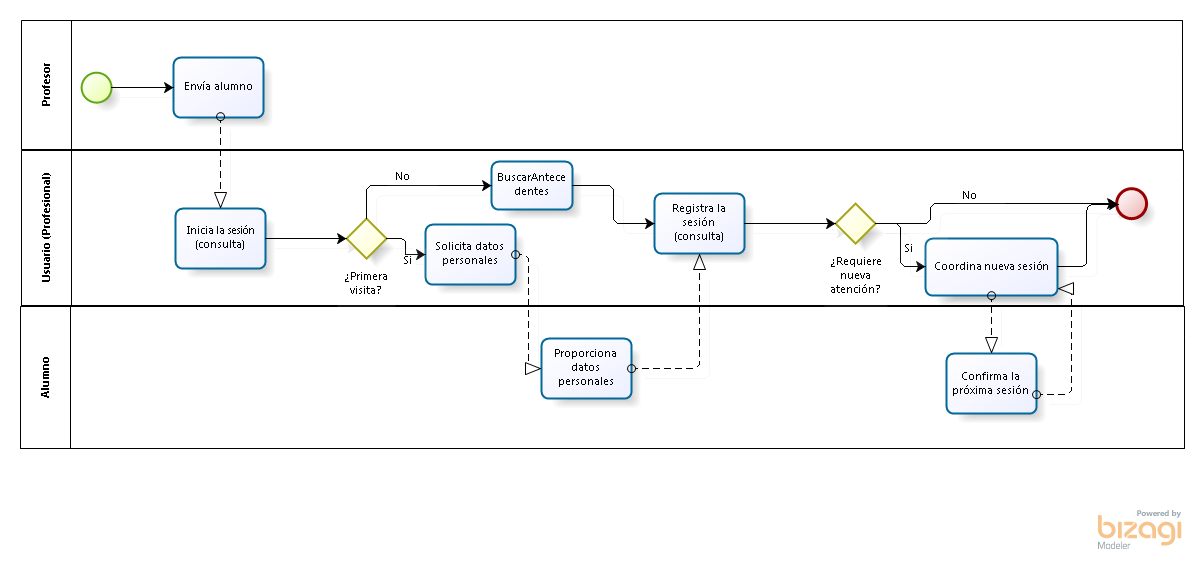 Profesor
Envía alumno
Usuario (Profesional)
Inicia la sesión
(consulta)
¿Primera
visita?
No
Si
BuscarAntece
dentes
Solicita datos
personales
Registra la
sesión
(consulta)
¿Requiere
nueva
atención?
No
Si
Coordina nueva sesión
Alumno
Proporciona
datos
personales
Confirma la
próxima sesión
Powered by
bizagi
Modeler